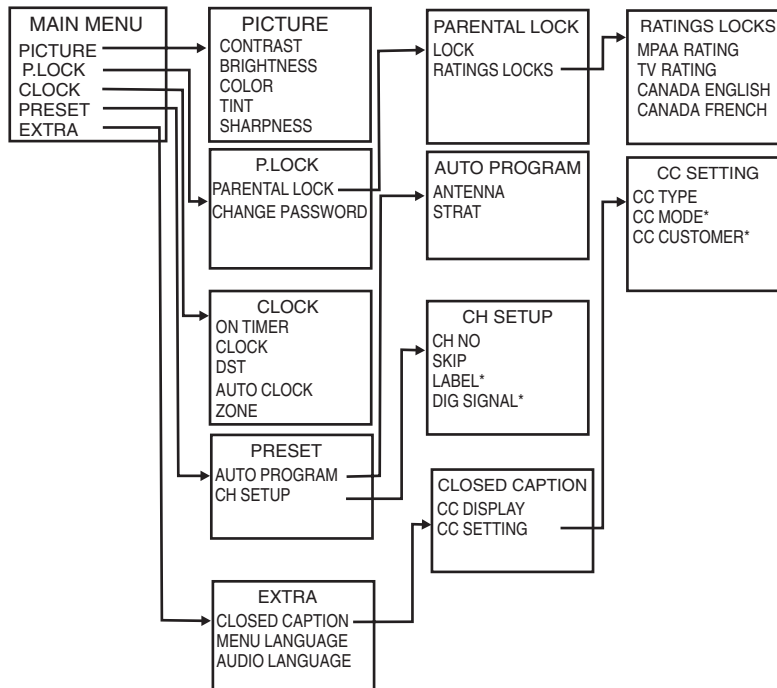 MAIN MENU
PICTURE
P.LOCK
CLOCK
PRESET
EXTRA
PICTURE
CONTRAST
BRIGHTNESS
COLOR
TINT
SHARPNESS
PARENTAL LOCK
LOCK
RATINGS LOCKS
RATINGS LOCKS
MPAA RATING
TV RATING
CANADA ENGLISH
CANADA FRENCH
P.LOCK
PARENTAL LOCK
CHANGE PASSWORD
AUTO PROGRAM
ANTENNA
STRAT
CC SETTING
CC TYPE
CC MODE*
CC CUSTOMER*
CLOCK
ON TIMER
CLOCK
DST
AUTO CLOCK
ZONE
CH SETUP
CH NO
SKIP
LABEL*
DIG SIGNAL*
PRESET
AUTO PROGRAM
CH SETUP
CLOSED CAPTION
CC DISPLAY
CC SETTING
EXTRA
CLOSED CAPTION
MENU LANGUAGE
AUDIO LANGUAGE